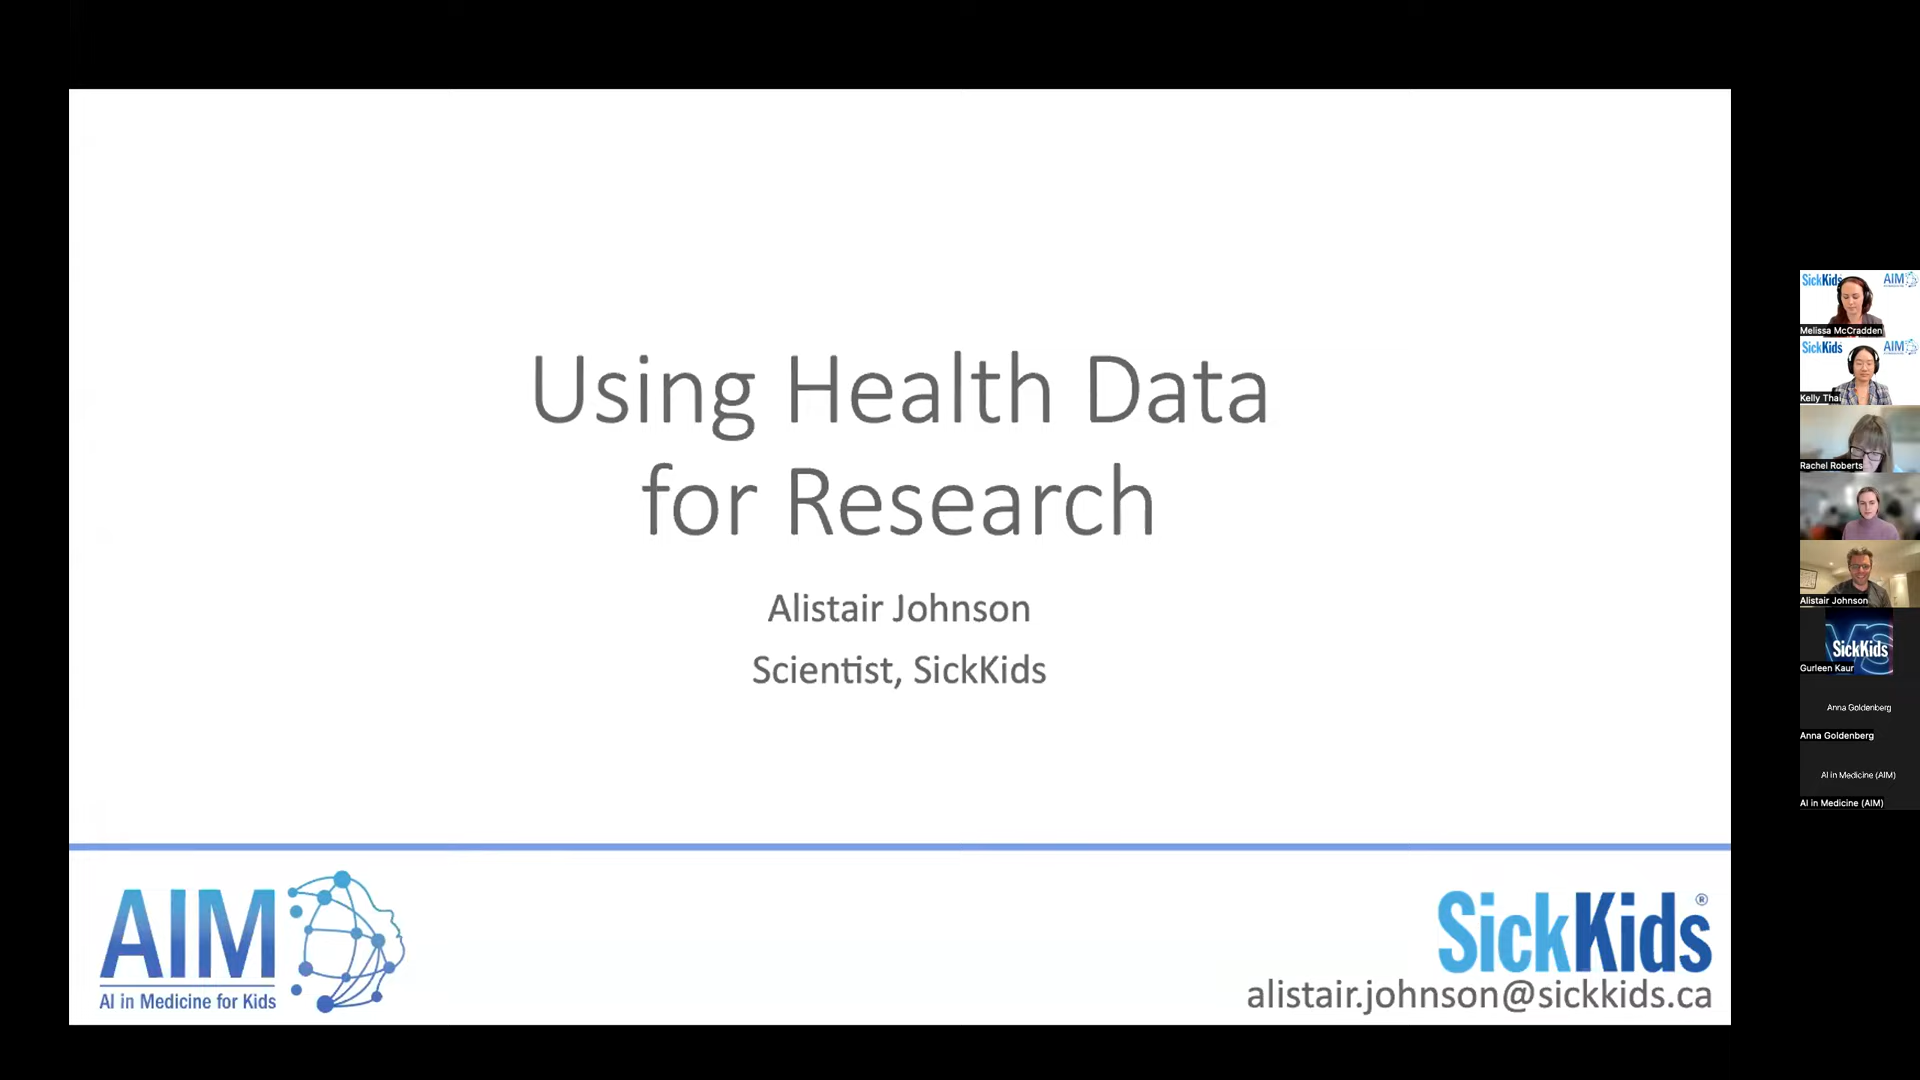 Using Health Data
for Research
Alistair Johnson
Scientist, SickKids
AIM
AI in Medicine for Kids
SickKids®
alistair.johnson@sickkids.ca
SickKids AIM
Melissa McCradden
SickKids AIM
Kelly Thai
Rachel Roberts
Alistair Johnson
SickKids
Gurleen Kaur
Anna Goldenberg
Anna Goldenberg
AI in Medicine (AIM)
AI in Medicine (AIM)